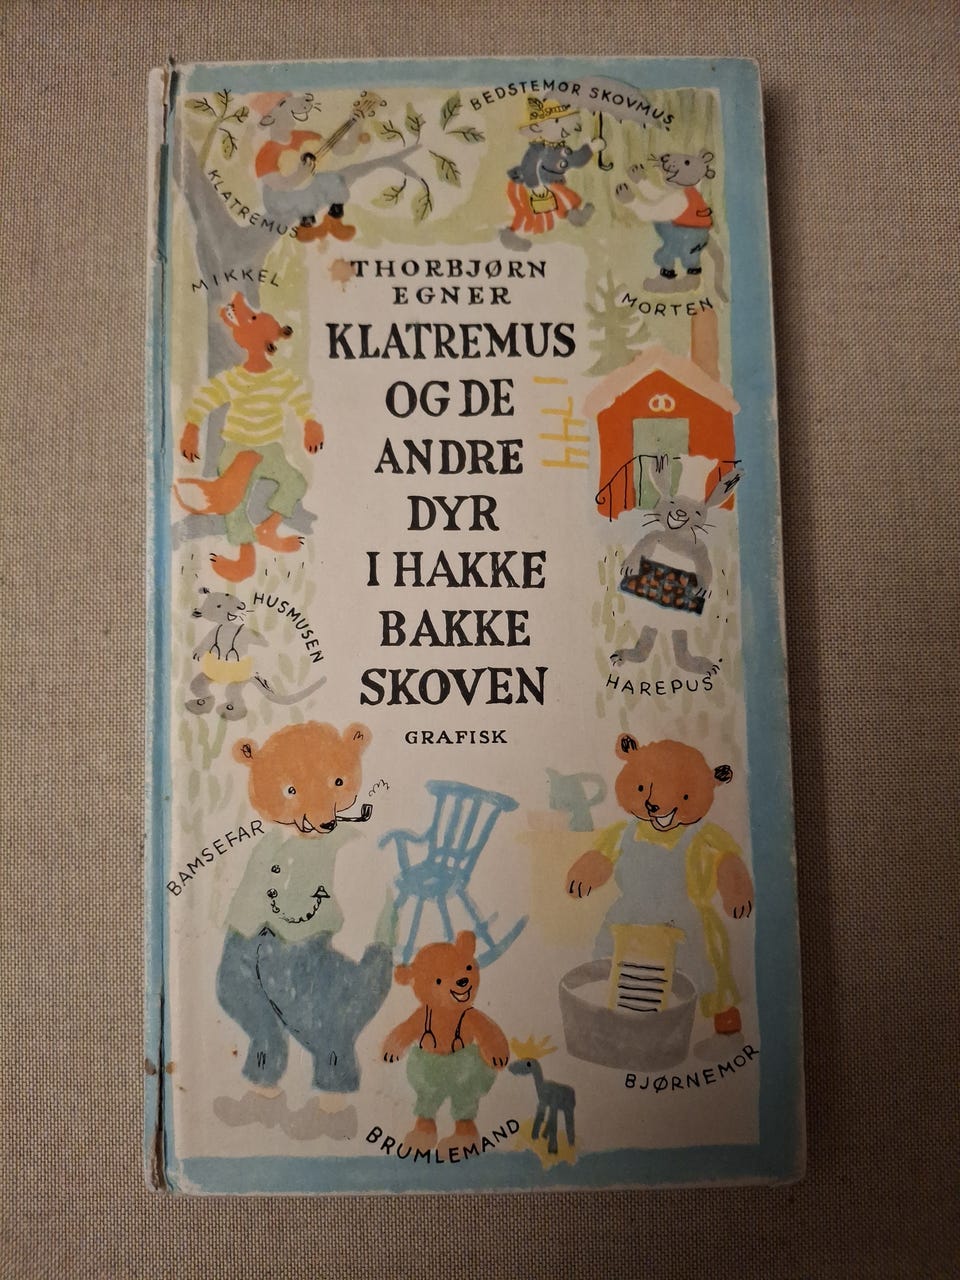 BEDSTEMOR SKOVMUS
KLATREMUS
MIKKEL
MORTEN
THORBJØRN
EGNER
KLATREMUS
OG DE
ANDRE
DYR
I HAKKE
BAKKE
SKOVEN
GRAFISK
HUSMUSEN
HAREPUS
BAMSEFAR
BJØRNEMOR
BRUMLEMAND